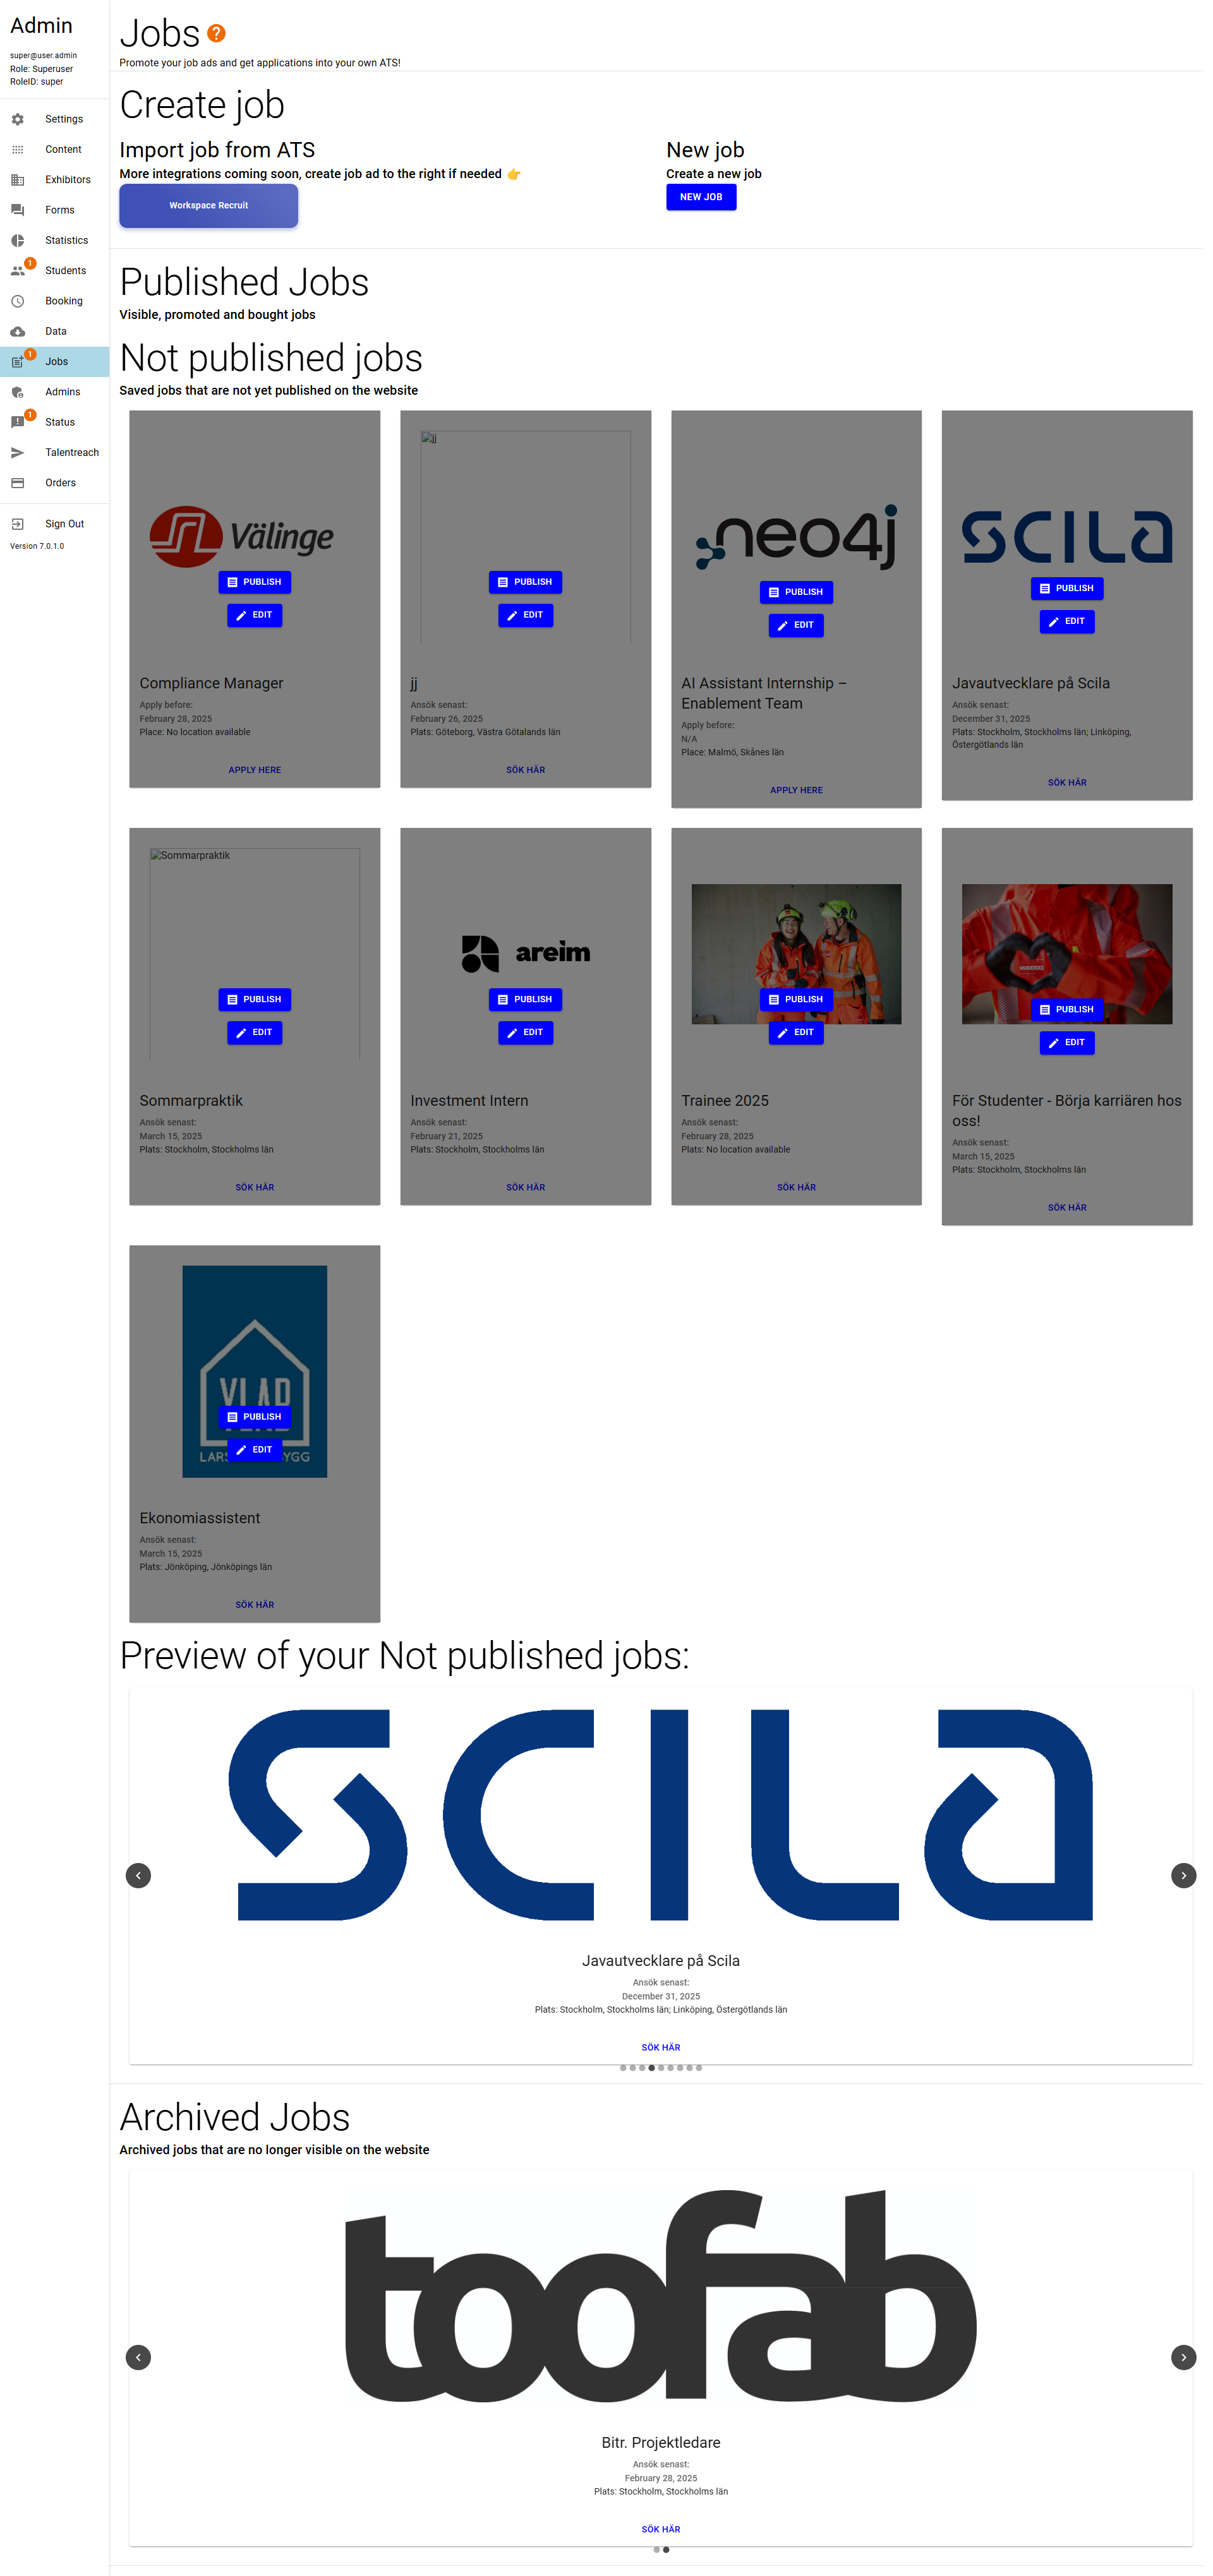 Admin
super@user.admin
Role: Superuser
RoleID: super
Settings
Content
Exhibitors
Forms
Statistics
1
Students
Booking
Data
1
Jobs
Admins
1
Status
Talentreach
Orders
Sign Out
Version 7.0.1.0
Jobs ?
Promote your job ads and get applications into your own ATS!
Create job
Import job from ATS
More integrations coming soon, create job ad to the right if needed 👉
Workspace Recruit
New job
Create a new job
NEW JOB
Published Jobs
Visible, promoted and bought jobs
Not published jobs
Saved jobs that are not yet published on the website
Välinge
PUBLISH
EDIT
Compliance Manager
Apply before:
February 28, 2025
Place: No location available
APPLY HERE
jj
PUBLISH
EDIT
jj
Ansök senast:
February 26, 2025
Plats: Göteborg, Västra Götalands län
SÖK HÄR
neo4j
PUBLISH
EDIT
AI Assistant Internship –
Enablement Team
Apply before:
N/A
Place: Malmö, Skånes län
APPLY HERE
SCILA
PUBLISH
EDIT
Javautvecklare på Scila
Ansök senast:
December 31, 2025
Plats: Stockholm, Stockholms län; Linköping,
Östergötlands län
SÖK HÄR
Sommarpraktik
PUBLISH
EDIT
Sommarpraktik
Ansök senast:
March 15, 2025
Plats: Stockholm, Stockholms län
SÖK HÄR
areim
PUBLISH
EDIT
Investment Intern
Ansök senast:
February 21, 2025
Plats: Stockholm, Stockholms län
SÖK HÄR
PUBLISH
EDIT
Trainee 2025
Ansök senast:
February 28, 2025
Plats: No location available
SÖK HÄR
PUBLISH
EDIT
För Studenter - Börja karriären hos
oss!
Ansök senast:
March 15, 2025
Plats: Stockholm, Stockholms län
SÖK HÄR
PUBLISH
EDIT
Ekonomiassistent
Ansök senast:
March 15, 2025
Plats: Jönköping, Jönköpings län
SÖK HÄR
Preview of your Not published jobs:
SCILA
Javautvecklare på Scila
Ansök senast:
December 31, 2025
Plats: Stockholm, Stockholms län; Linköping, Östergötlands län
SÖK HÄR
Archived Jobs
Archived jobs that are no longer visible on the website
toofab
Bitr. Projektledare
Ansök senast:
February 28, 2025
Plats: Stockholm, Stockholms län
SÖK HÄR